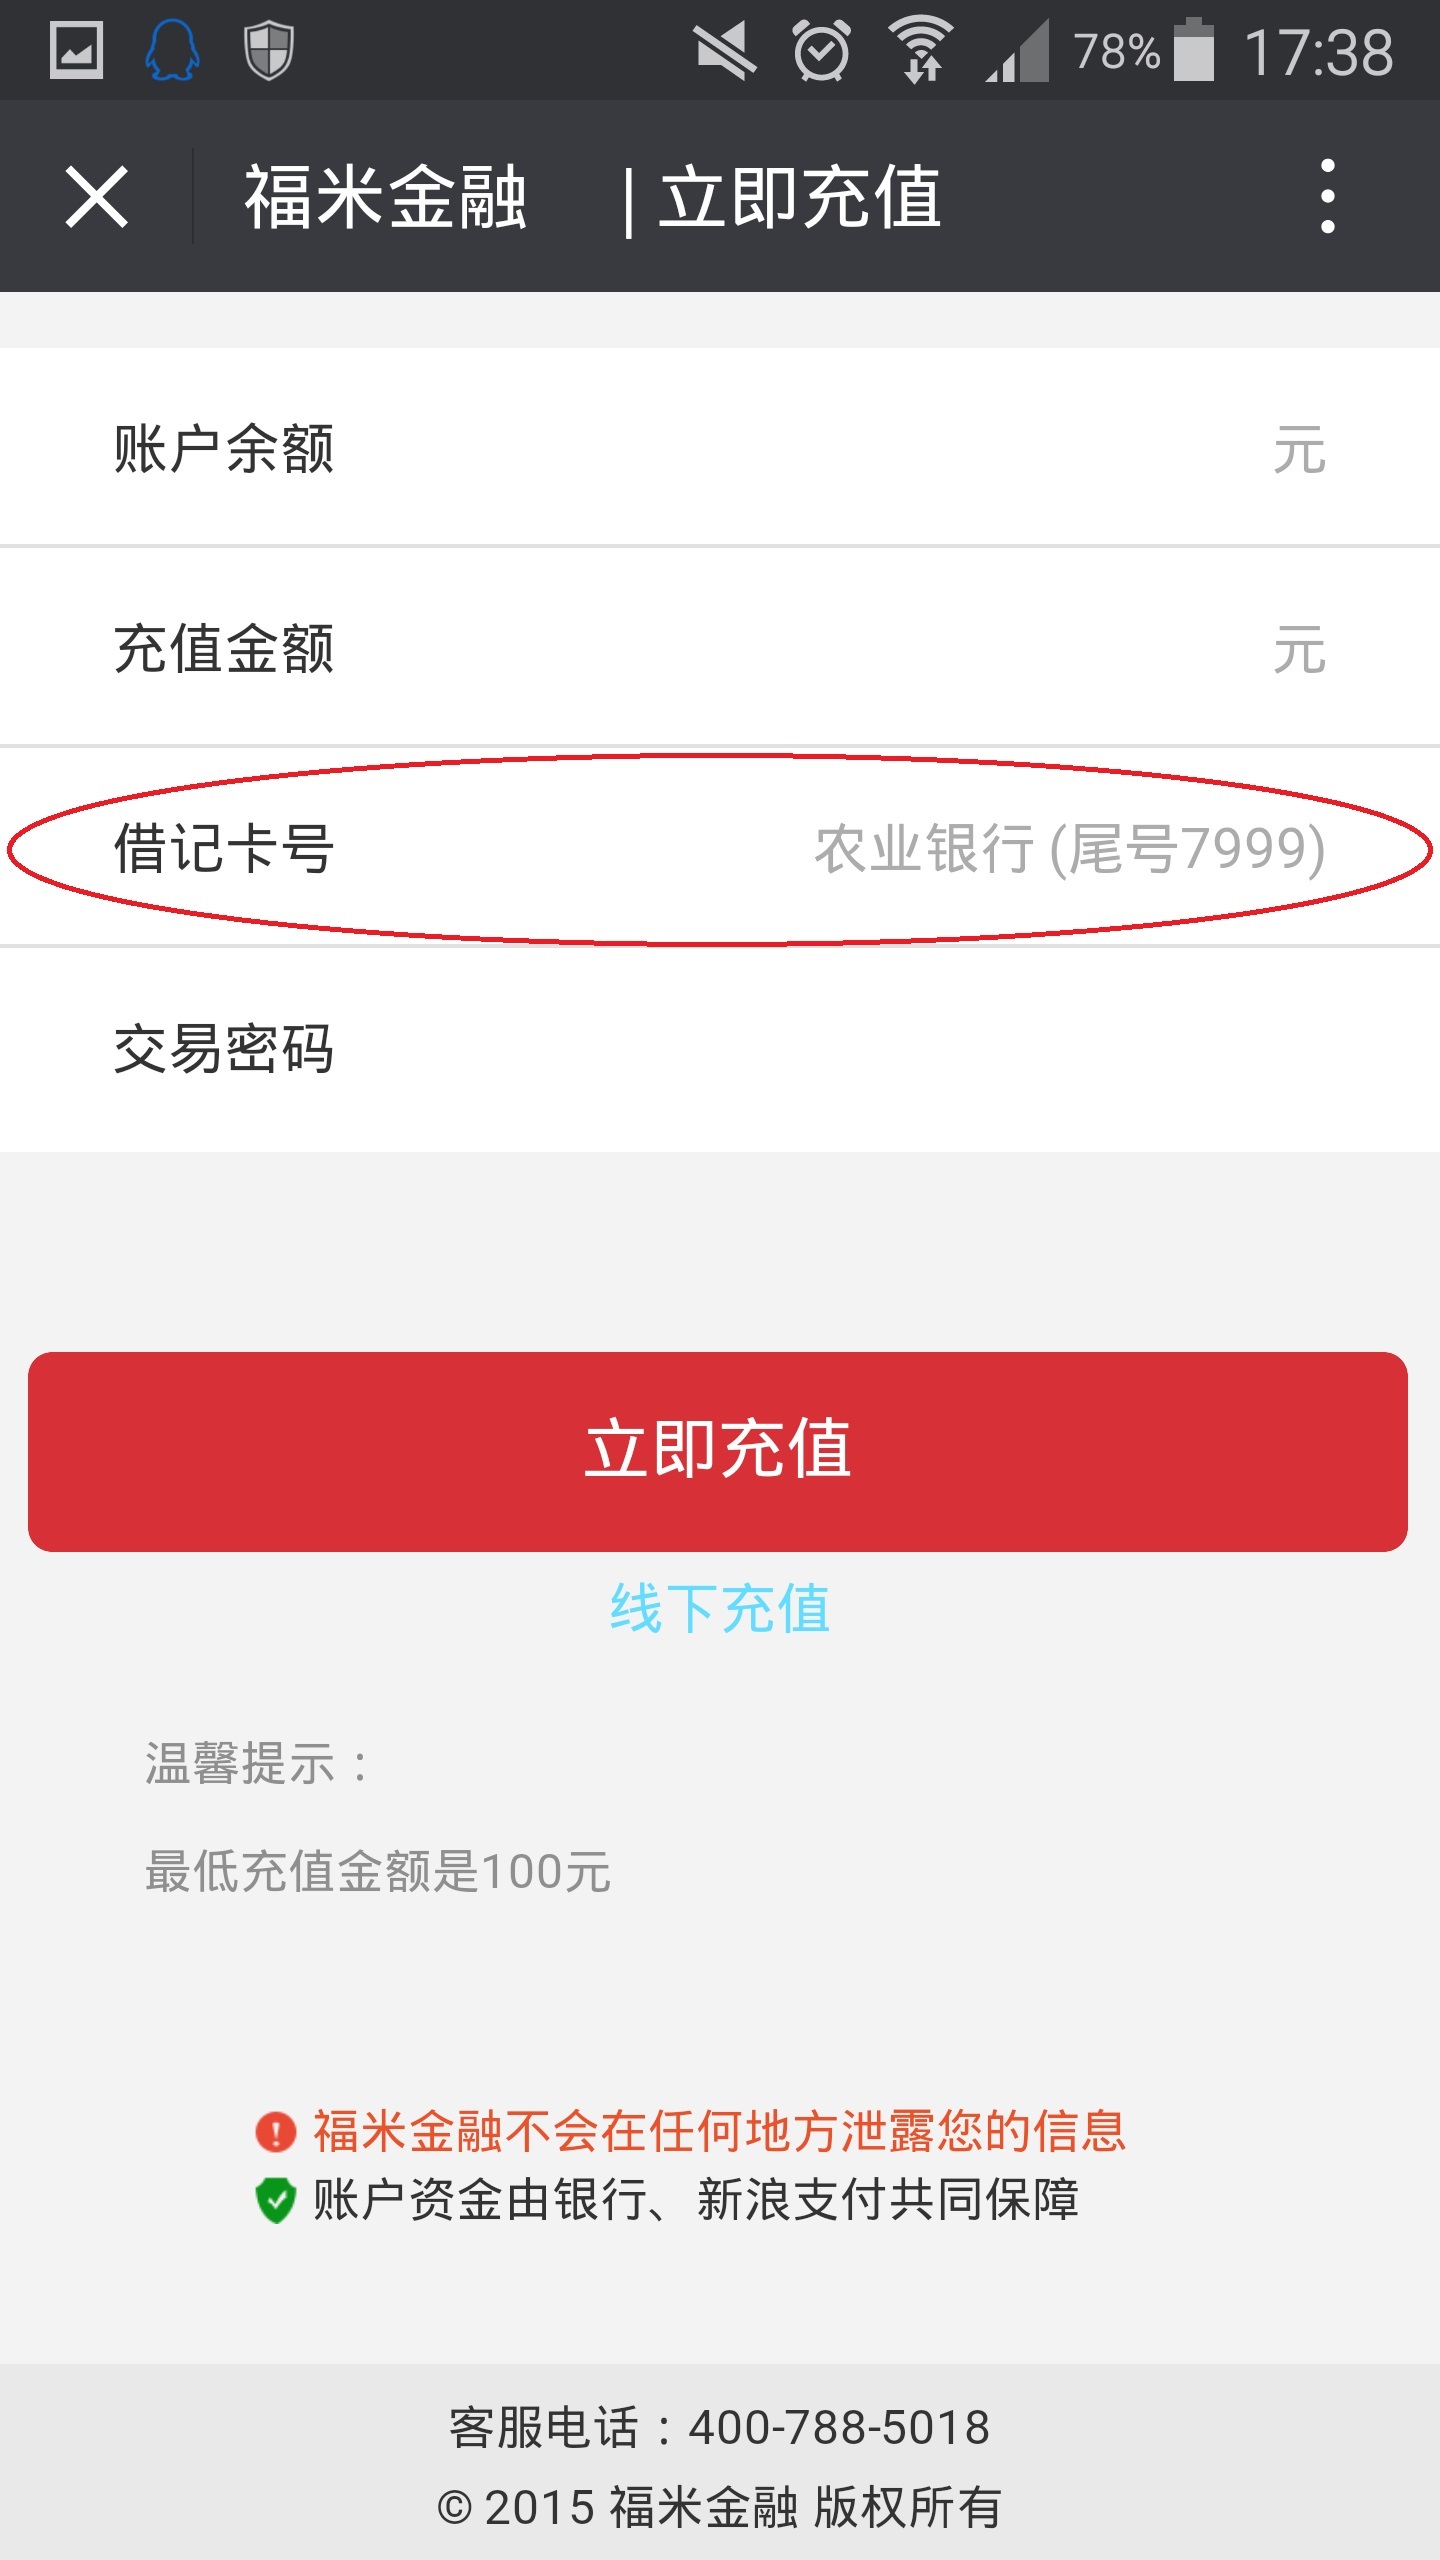 78% 17:38
福米金融 | 立即充值
账户余额 元
充值金额 元
借记卡号 农业银行 (尾号7999)
交易密码
立即充值
线下充值
温馨提示：
最低充值金额是100元
福米金融不会在任何地方泄露您的信息
账户资金由银行、新浪支付共同保障
客服电话：400-788-5018
© 2015 福米金融 版权所有